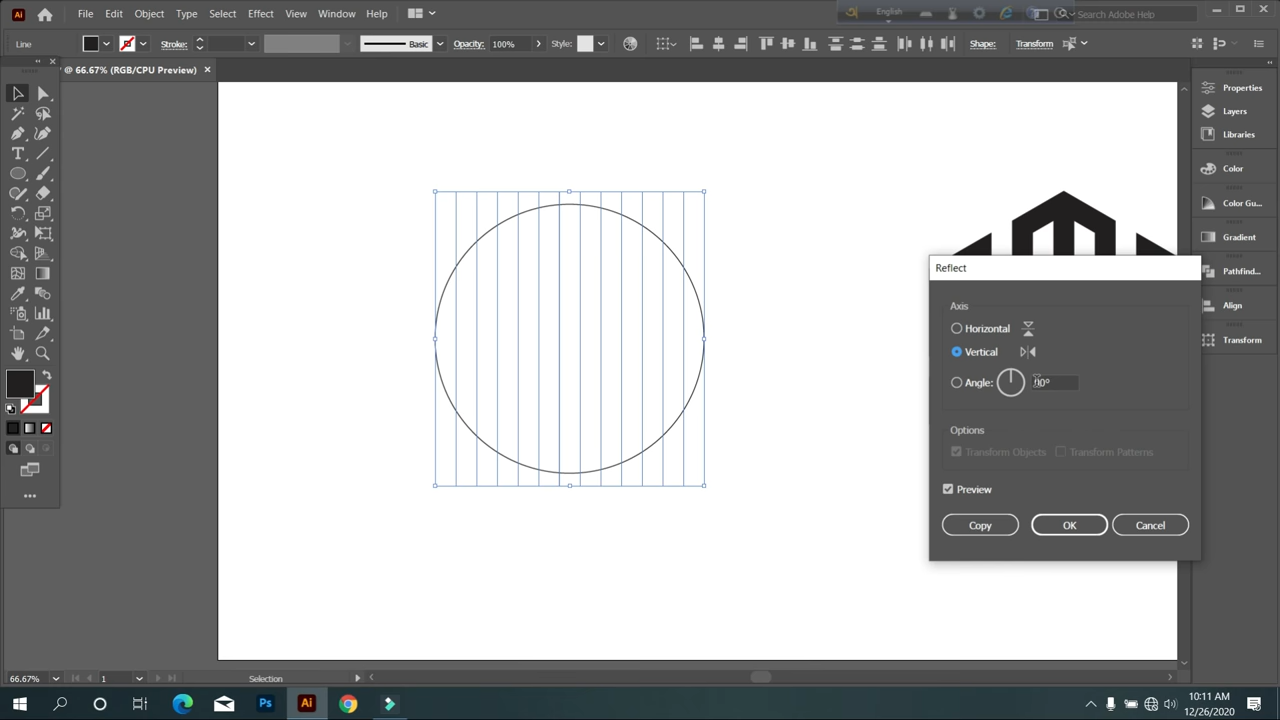 File Edit Object Type Select Effect View Window Help
English
Search Adobe Help
Line
Stroke:
Basic
Opacity: 100%
Style:
Shape:
Transform
@ 66.67% (RGB/CPU Preview)
Properties
Layers
Libraries
Color
Color Gu...
Gradient
Pathfind...
Align
Transform
Reflect
Axis
Horizontal
Vertical
Angle:
Options
Transform Objects Transform Patterns
Preview
Copy OK Cancel
66.67% 1 Selection
Ps Ai
10:11 AM
12/26/2020